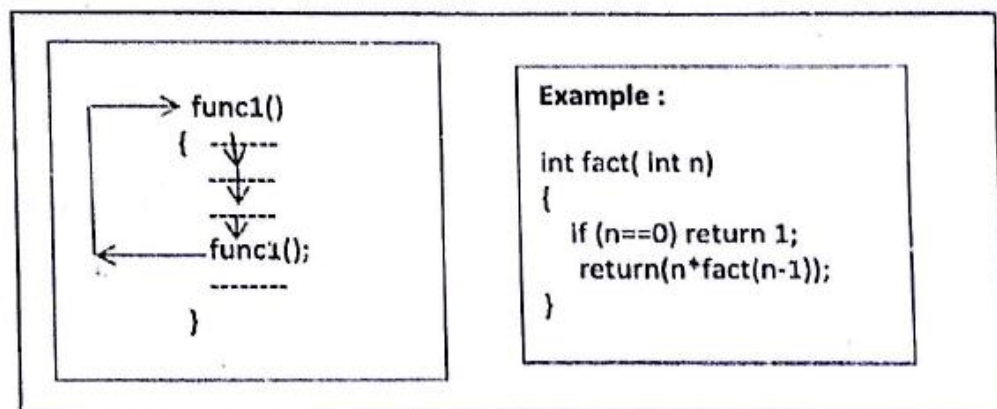 func1()
{ -------
-------
-------
func1();
-------
}
Example :
int fact( int n)
{
if (n==0) return 1;
return(n*fact(n-1));
}